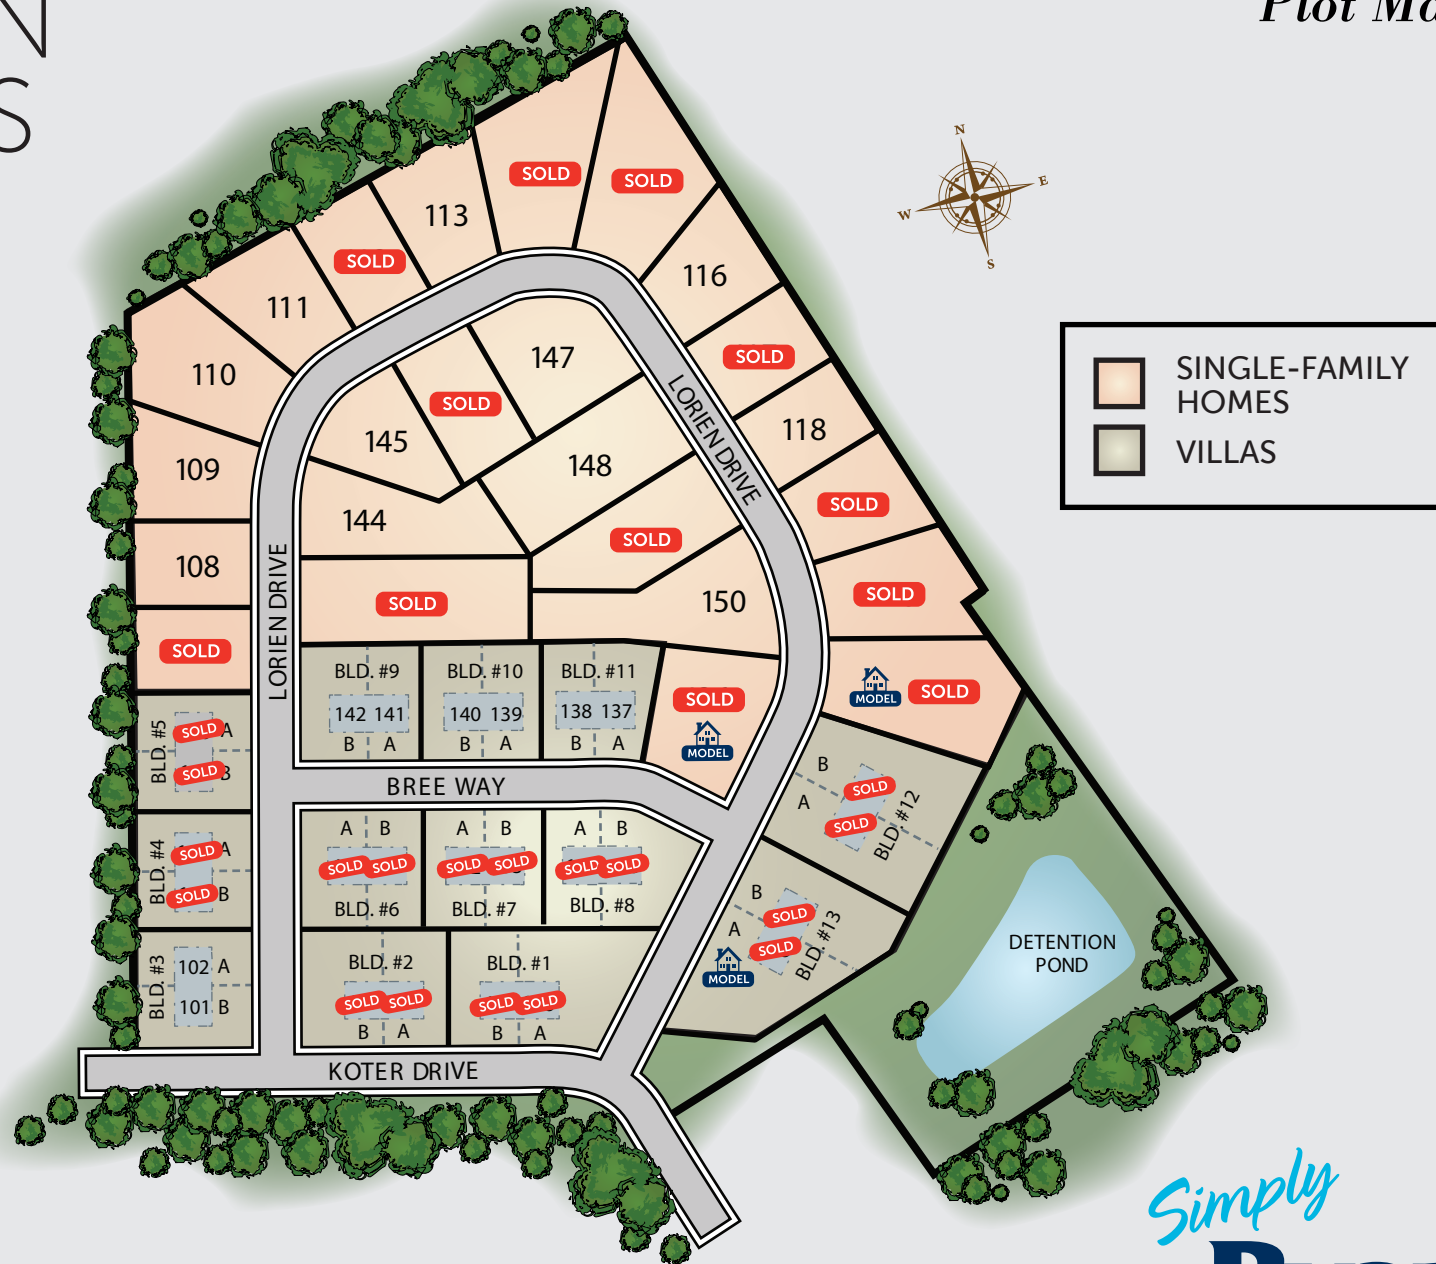 N
S
Plot Ma
N
E
W
S
SINGLE-FAMILY
HOMES
VILLAS
SOLD
SOLD
113
SOLD
116
111
SOLD
147
110
SOLD
118
145
148
109
SOLD
144
SOLD
108
SOLD
SOLD
150
SOLD
SOLD
MODEL
SOLD
SOLD
MODEL
LORIEN DRIVE
LORIEN DRIVE
BLD. #9
142 141
B A
BLD. #10
140 139
B A
BLD. #11
138 137
B A
BLD. #5
SOLD A
SOLD B
BREE WAY
BLD. #4
SOLD A
SOLD B
A B
SOLD SOLD
BLD. #6
A B
SOLD SOLD
BLD. #7
A B
SOLD SOLD
BLD. #8
B
SOLD
A
SOLD
BLD. #12
B
SOLD
A
SOLD
BLD. #13
MODEL
BLD. #3
102 A
101 B
BLD. #2
SOLD SOLD
B A
BLD. #1
SOLD SOLD
B A
DETENTION
POND
KOTER DRIVE
Simply